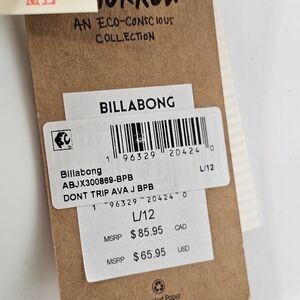 AN ECO-CONSCIOUS
COLLECTION
BILLABONG
1 96329 20424 0
Billabong
ABJX300869-BPB
L/12
DONT TRIP AVA J BPB
1 96329 20424 0
L/12
MSRP $85.95 CAD
MSRP $65.95 USD
Paper